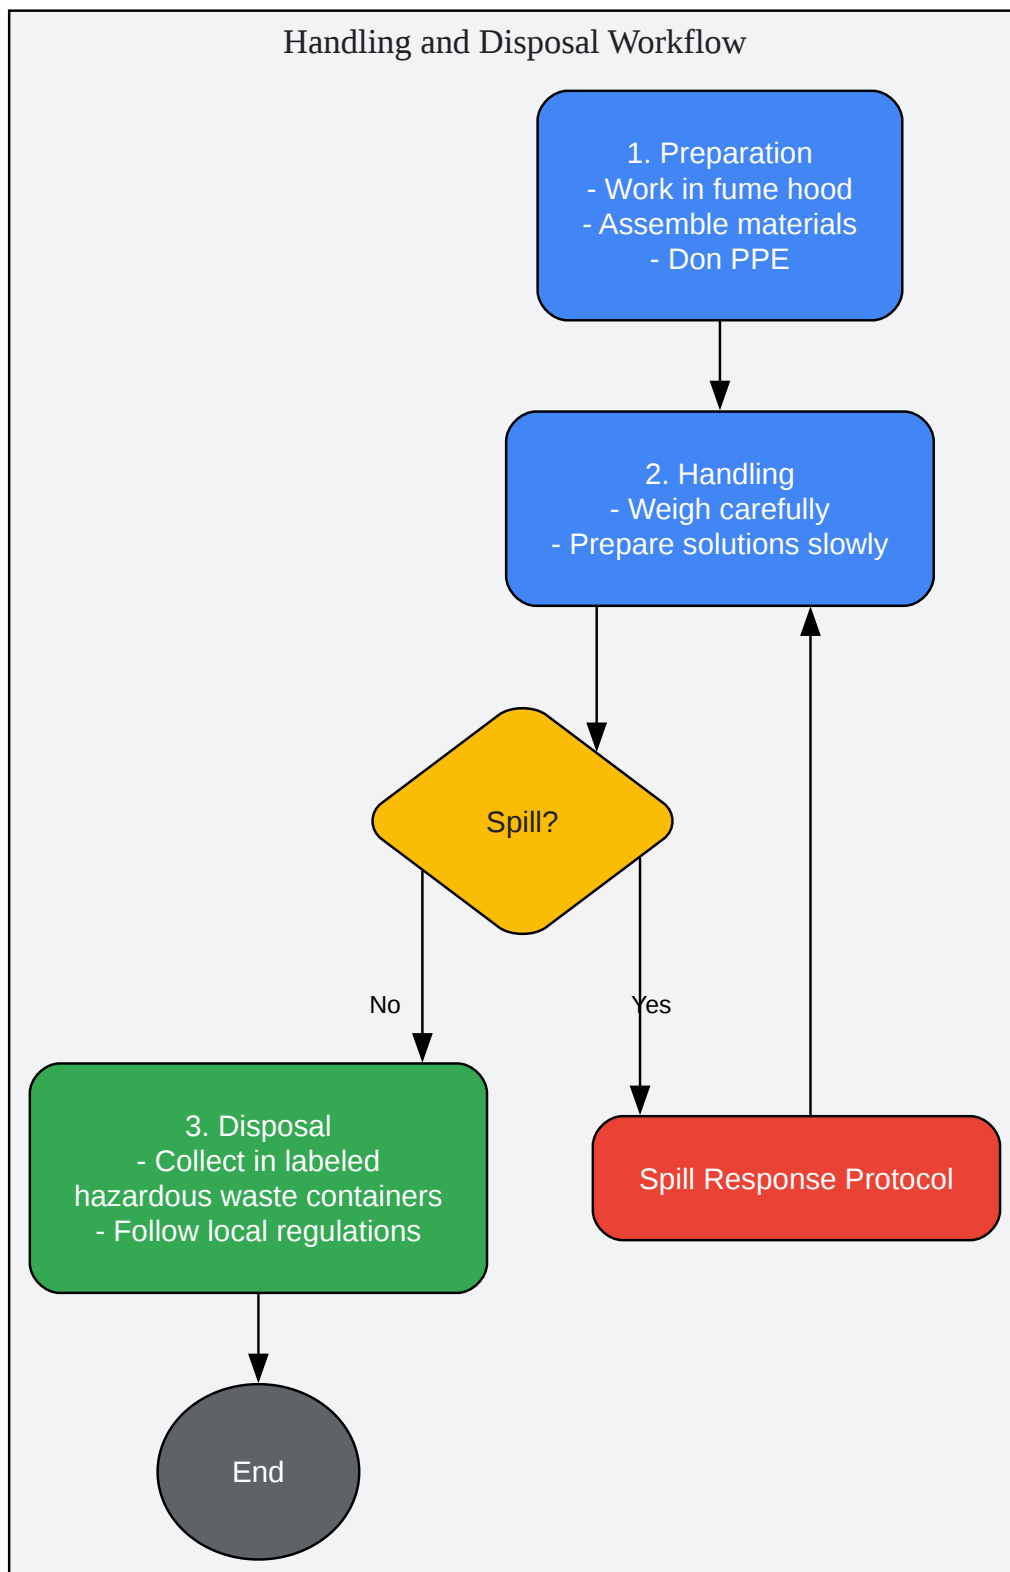 Handling and Disposal Workflow
1. Preparation
- Work in fume hood
- Assemble materials
- Don PPE
2. Handling
- Weigh carefully
- Prepare solutions slowly
Spill?
No
Yes
3. Disposal
- Collect in labeled
hazardous waste containers
- Follow local regulations
Spill Response Protocol
End